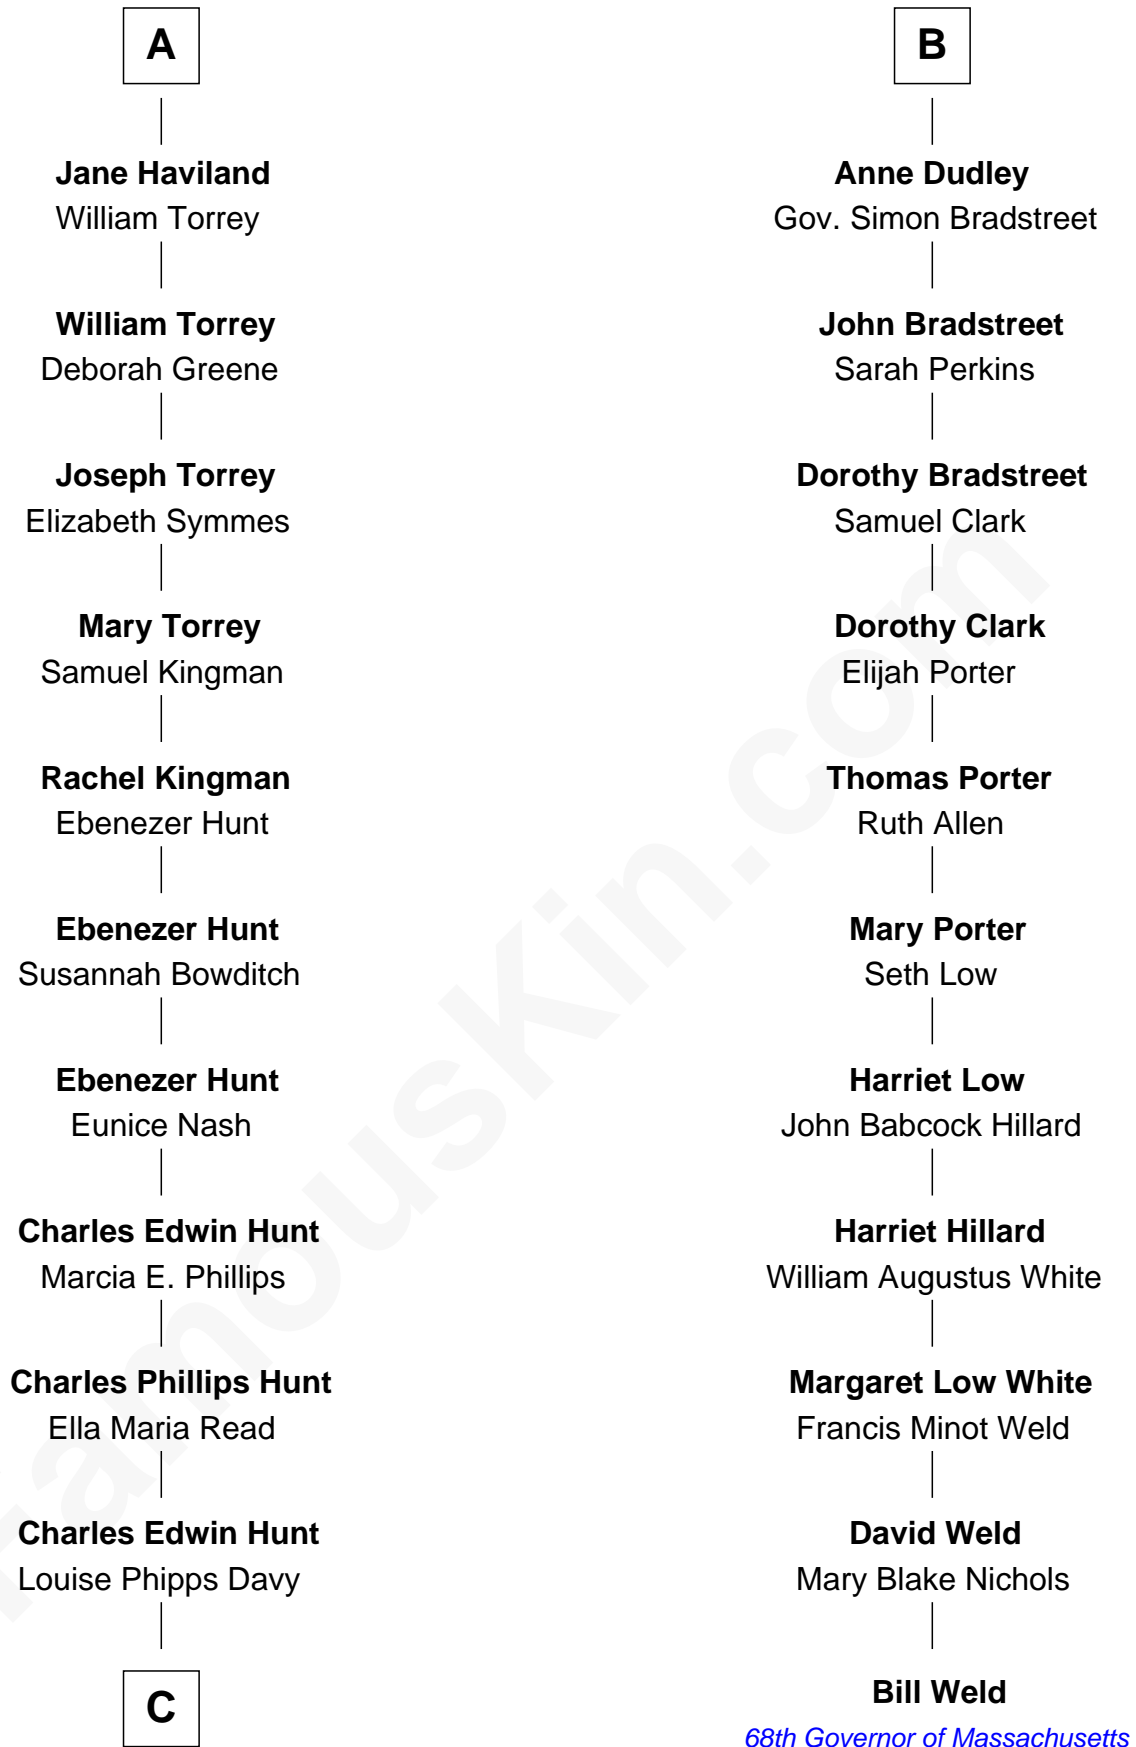 A
Jane Haviland
William Torrey
William Torrey
Deborah Greene
Joseph Torrey
Elizabeth Symmes
Mary Torrey
Samuel Kingman
Rachel Kingman
Ebenezer Hunt
Ebenezer Hunt
Susannah Bowditch
Ebenezer Hunt
Eunice Nash
Charles Edwin Hunt
Marcia E. Phillips
Charles Phillips Hunt
Ella Maria Read
Charles Edwin Hunt
Louise Phipps Davy
C
B
Anne Dudley
Gov. Simon Bradstreet
John Bradstreet
Sarah Perkins
Dorothy Bradstreet
Samuel Clark
Dorothy Clark
Elijah Porter
Thomas Porter
Ruth Allen
Mary Porter
Seth Low
Harriet Low
John Babcock Hillard
Harriet Hillard
William Augustus White
Margaret Low White
Francis Minot Weld
David Weld
Mary Blake Nichols
Bill Weld
68th Governor of Massachusetts
FamousKin.com